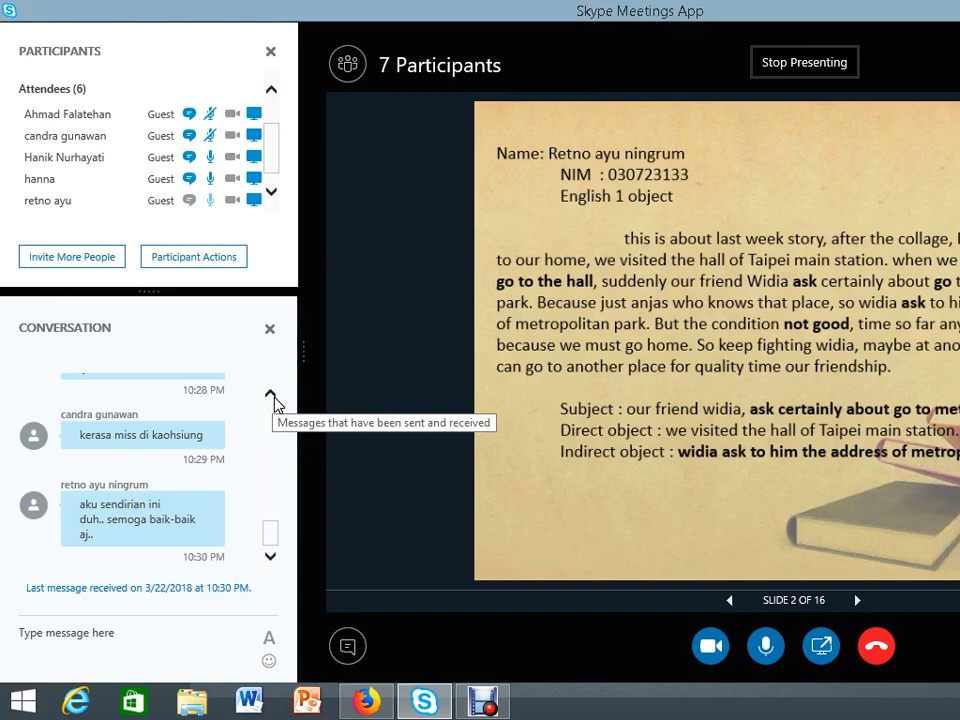 Skype Meetings App
PARTICIPANTS
Attendees (6)
Ahmad Falatehan Guest
candra gunawan Guest
Hanik Nurhayati Guest
hanna Guest
retno ayu Guest
Invite More People
Participant Actions
CONVERSATION
10:28 PM
candra gunawan
kerasa miss di kaohsiung
10:29 PM
retno ayu ningrum
aku sendirian ini
duh.. semoga baik-baik
aj..
10:30 PM
Last message received on 3/22/2018 at 10:30 PM.
Type message here
A
Messages that have been sent and received
7 Participants
Stop Presenting
Name: Retno ayu ningrum
NIM : 030723133
English 1 object
this is about last week story, after the collage,
to our home, we visited the hall of Taipei main station. when we
go to the hall, suddenly our friend Widia ask certainly about go
park. Because just anjas who knows that place, so widia ask to
of metropolitan park. But the condition not good, time so far
because we must go home. So keep fighting widia, maybe at
can go to another place for quality time our friendship.
Subject : our friend widia, ask certainly about go to
Direct object : we visited the hall of Taipei main station.
Indirect object : widia ask to him the address of
SLIDE 2 OF 16